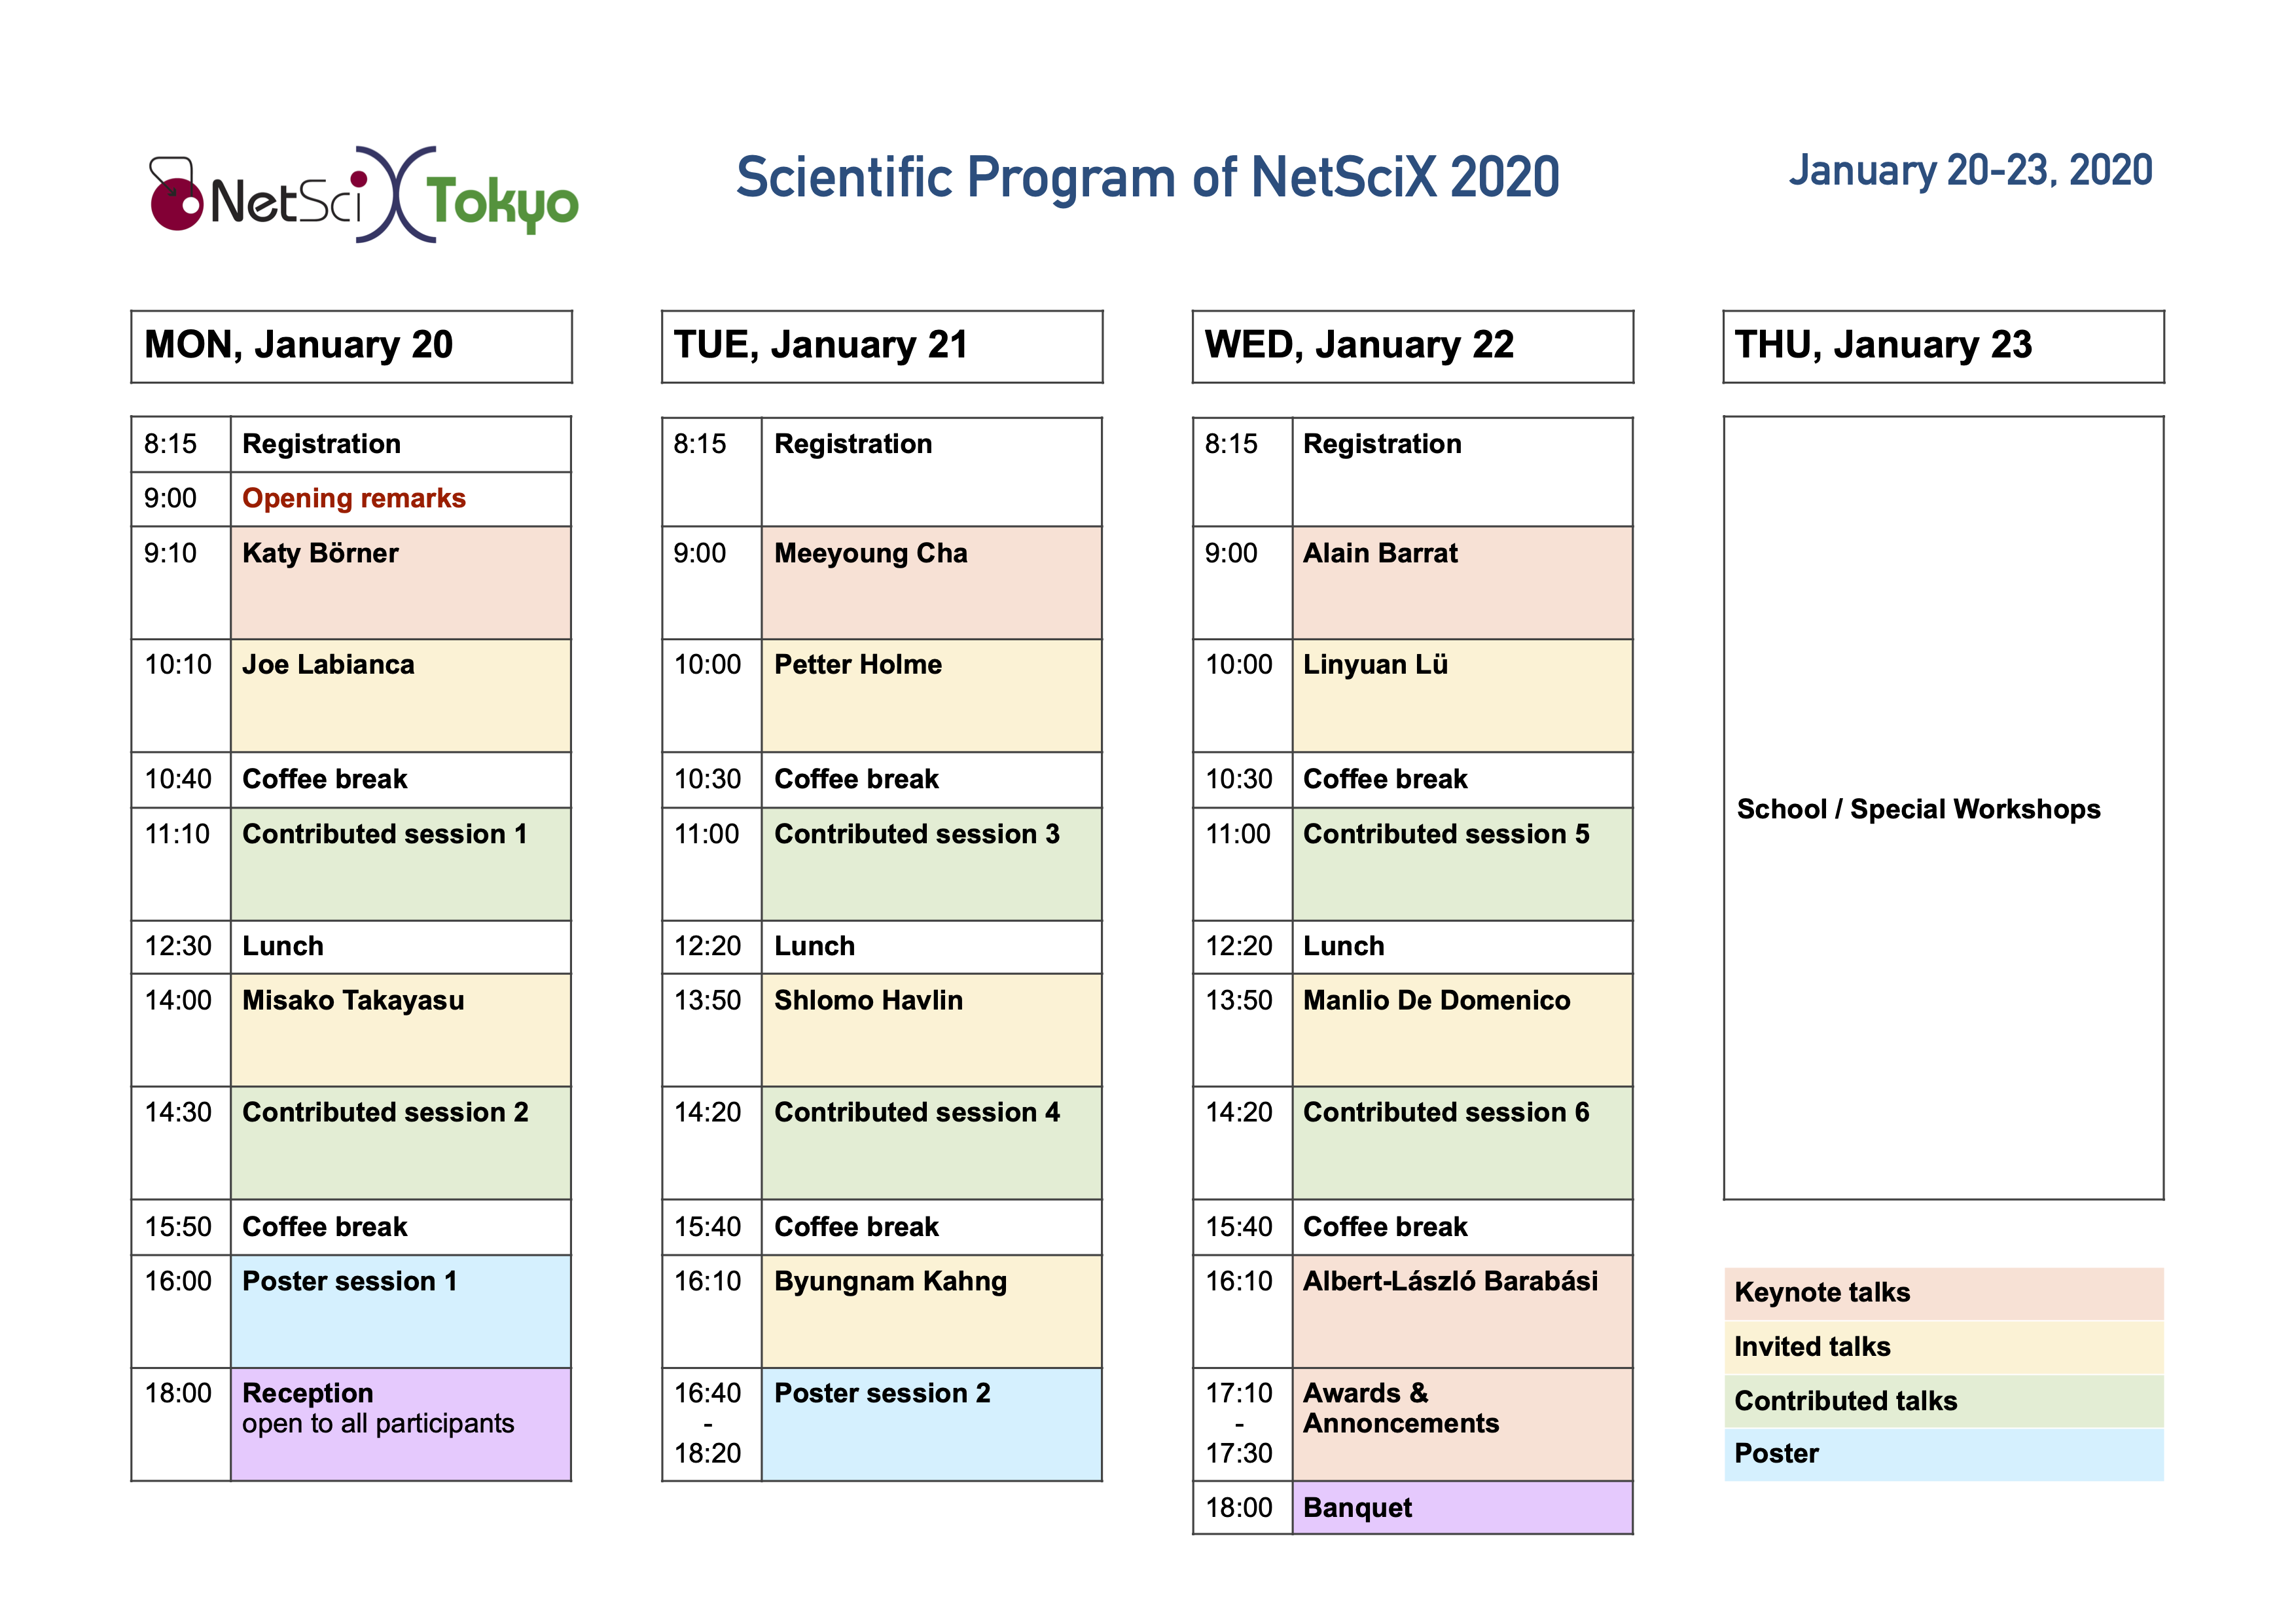 NetSciX Tokyo
Scientific Program of NetSciX 2020
January 20-23, 2020
MON, January 20
8:15 Registration
9:00 Opening remarks
9:10 Katy Börner
10:10 Joe Labianca
10:40 Coffee break
11:10 Contributed session 1
12:30 Lunch
14:00 Misako Takayasu
14:30 Contributed session 2
15:50 Coffee break
16:00 Poster session 1
18:00 Reception
open to all participants
TUE, January 21
8:15 Registration
9:00 Meeyoung Cha
10:00 Petter Holme
10:30 Coffee break
11:00 Contributed session 3
12:20 Lunch
13:50 Shlomo Havlin
14:20 Contributed session 4
15:40 Coffee break
16:10 Byungnam Kahng
16:40 Poster session 2
-
18:20
WED, January 22
8:15 Registration
9:00 Alain Barrat
10:00 Linyuan Lü
10:30 Coffee break
11:00 Contributed session 5
12:20 Lunch
13:50 Manlio De Domenico
14:20 Contributed session 6
15:40 Coffee break
16:10 Albert-László Barabási
17:10 Awards &
- Annoncements
17:30
18:00 Banquet
THU, January 23
School / Special Workshops
Keynote talks
Invited talks
Contributed talks
Poster